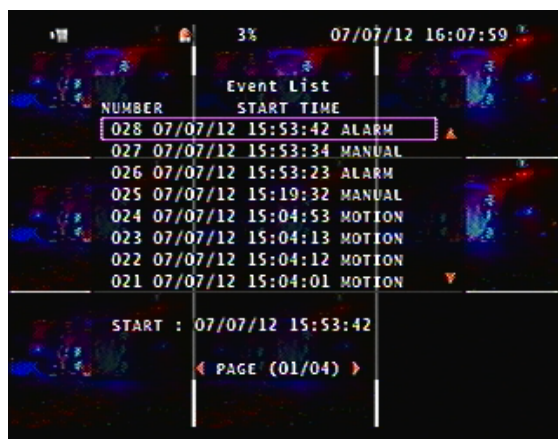 3% 07/07/12 16:07:59
Event List
NUMBER START TIME
028 07/07/12 15:53:42 ALARM
027 07/07/12 15:53:34 MANUAL
026 07/07/12 15:53:23 ALARM
025 07/07/12 15:19:32 MANUAL
024 07/07/12 15:04:53 MOTION
023 07/07/12 15:04:13 MOTION
022 07/07/12 15:04:12 MOTION
021 07/07/12 15:04:01 MOTION
START : 07/07/12 15:53:42
PAGE (01/04)